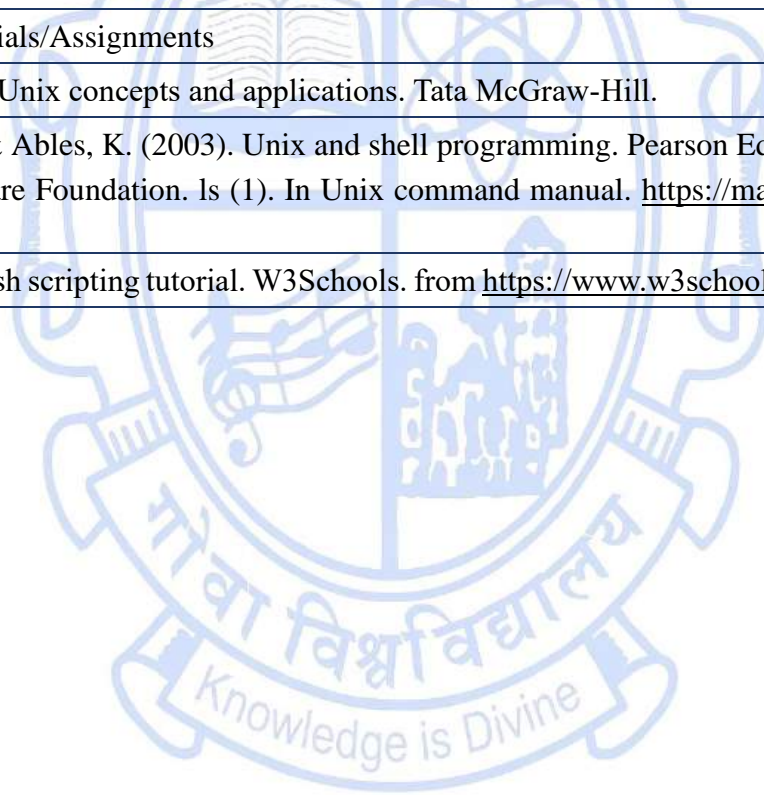 ials/Assignments
Unix concepts and applications. Tata McGraw-Hill.
Ables, K. (2003). Unix and shell programming. Pearson Ed
re Foundation. ls (1). In Unix command manual. https://ma
sh scripting tutorial. W3Schools. from https://www.w3school
गोवा विश्वविद्यालय
Knowledge is Divine